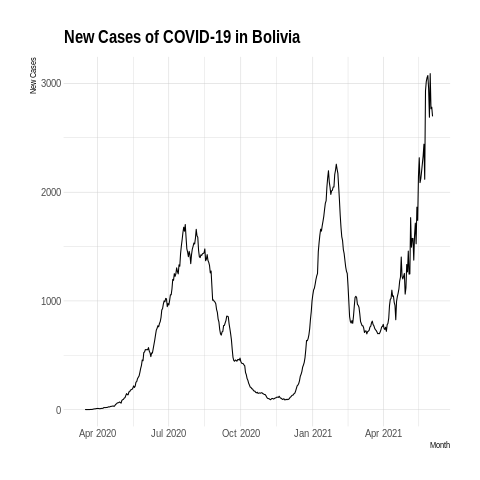 New Cases of COVID-19 in Bolivia
New Cases
3000
2000
1000
0
Apr 2020 Jul 2020 Oct 2020 Jan 2021 Apr 2021
Month